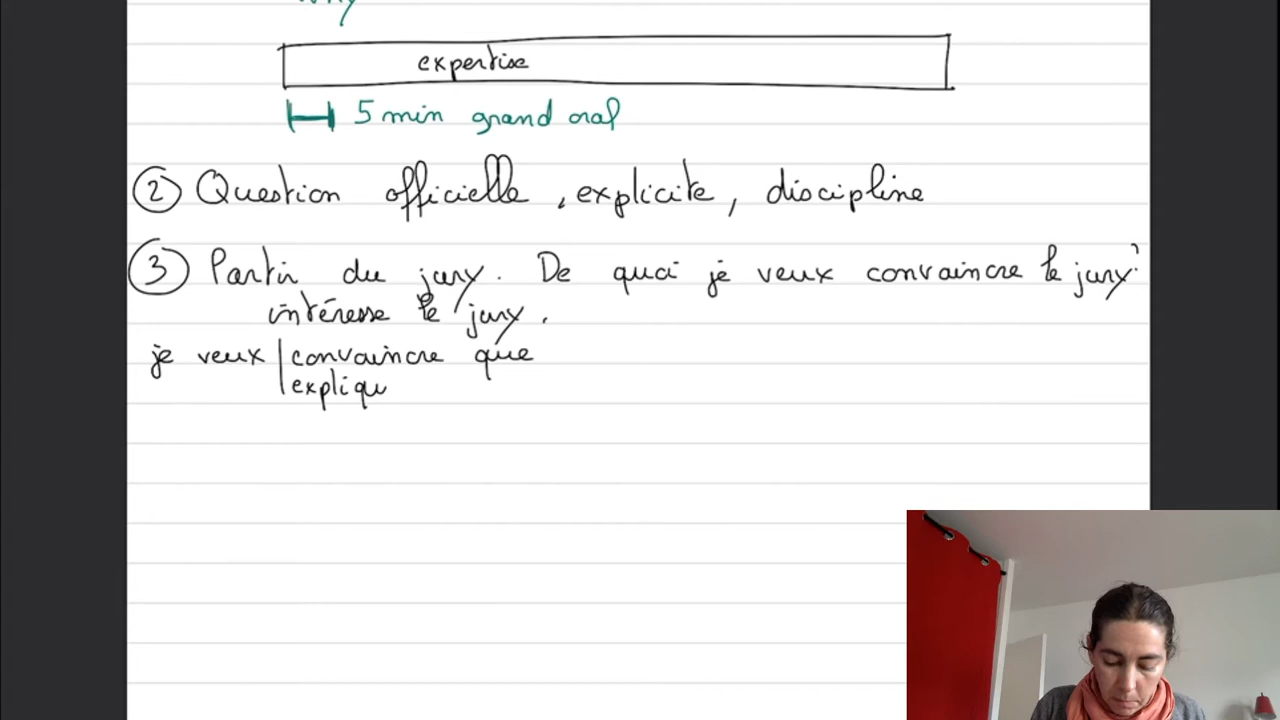 why
expertise
5 min grand oral
② Question officielle, explicite, discipline
③ Partir du jury. De quoi je veux convaincre le jury?
intéresse le jury.
je veux | convaincre que
expliqu